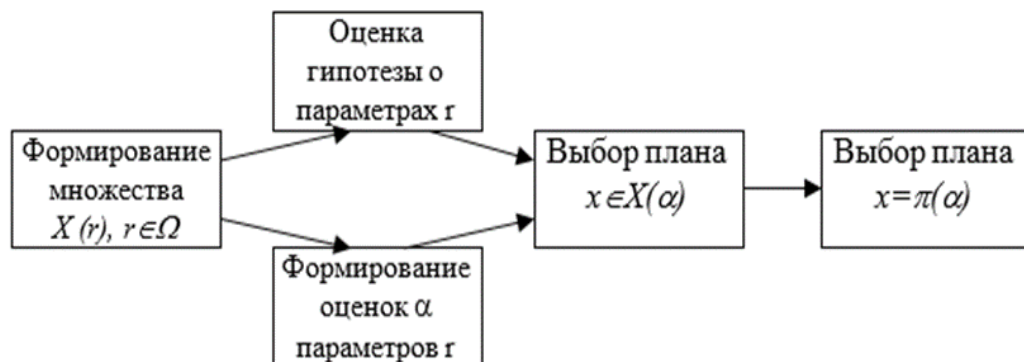 Оценка
гипотезы о
параметрах r
Формирование
множества
X (r), r∈Ω
Выбор плана
x∈X(α)
Выбор плана
x=π(α)
Формирование
оценок α
параметров r